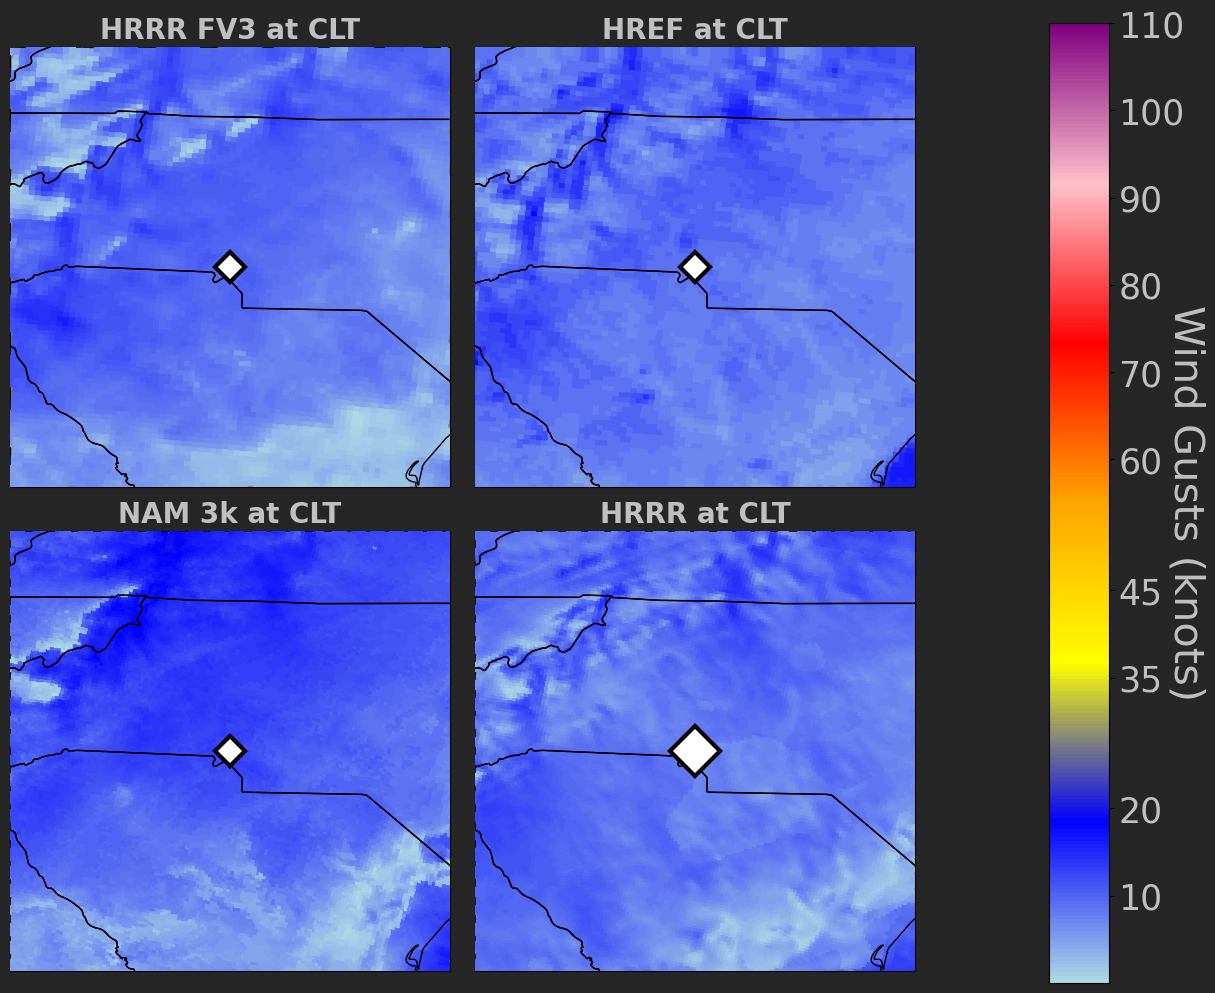 HRRR FV3 at CLT
HREF at CLT
NAM 3k at CLT
HRRR at CLT
110
100
90
80
70
60
45
35
20
10
Wind Gusts (knots)